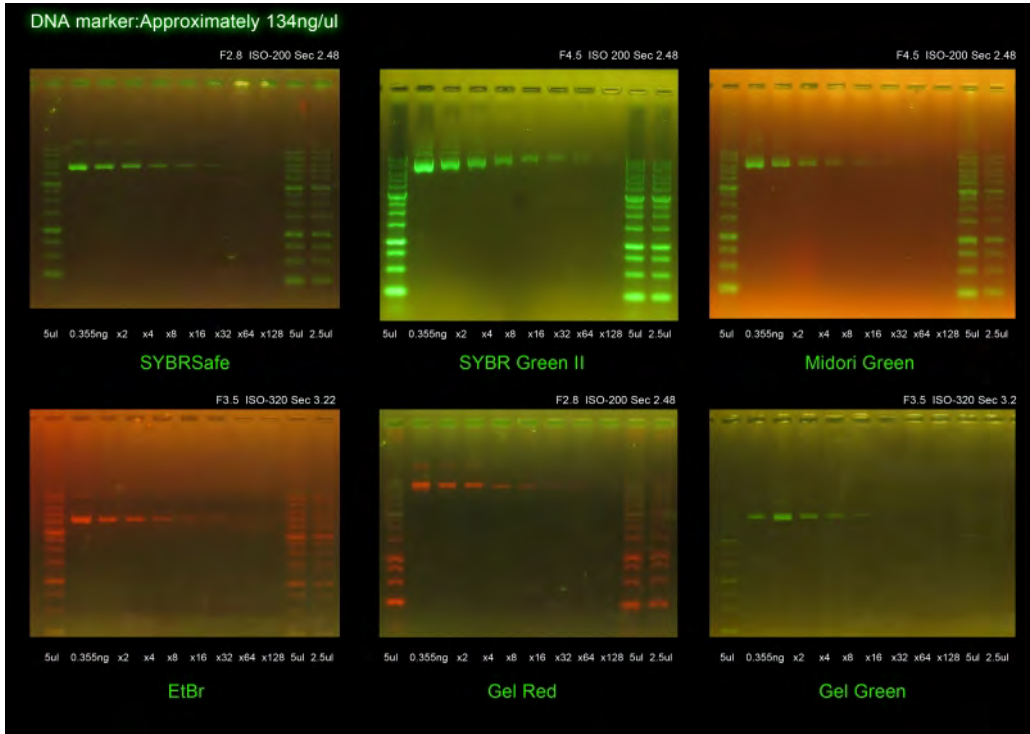 DNA marker:Approximately 134ng/ul
F2.8 ISO-200 Sec 2.48
F4.5 ISO 200 Sec 2.48
F4.5 ISO-200 Sec 2.48
5ul 0.355ng x2 x4 x8 x16 x32 x64 x128 5ul 2.5ul
5ul 0.355ng x2 x4 x8 x16 x32 x64 x128 5ul 2.5ul
5ul 0.355ng x2 x4 x8 x16 x32 x64 x128 5ul 2.5ul
SYBRSafe
SYBR Green II
Midori Green
F3.5 ISO-320 Sec 3.22
F2.8 ISO-200 Sec 2.48
F3.5 ISO-320 Sec 3.2
5ul 0.355ng x2 x4 x8 x16 x32 x64 x128 5ul 2.5ul
5ul 0.355ng x2 x4 x8 x16 x32 x64 x128 5ul 2.5ul
5ul 0.355ng x2 x4 x8 x16 x32 x64 x128 5ul 2.5ul
EtBr
Gel Red
Gel Green